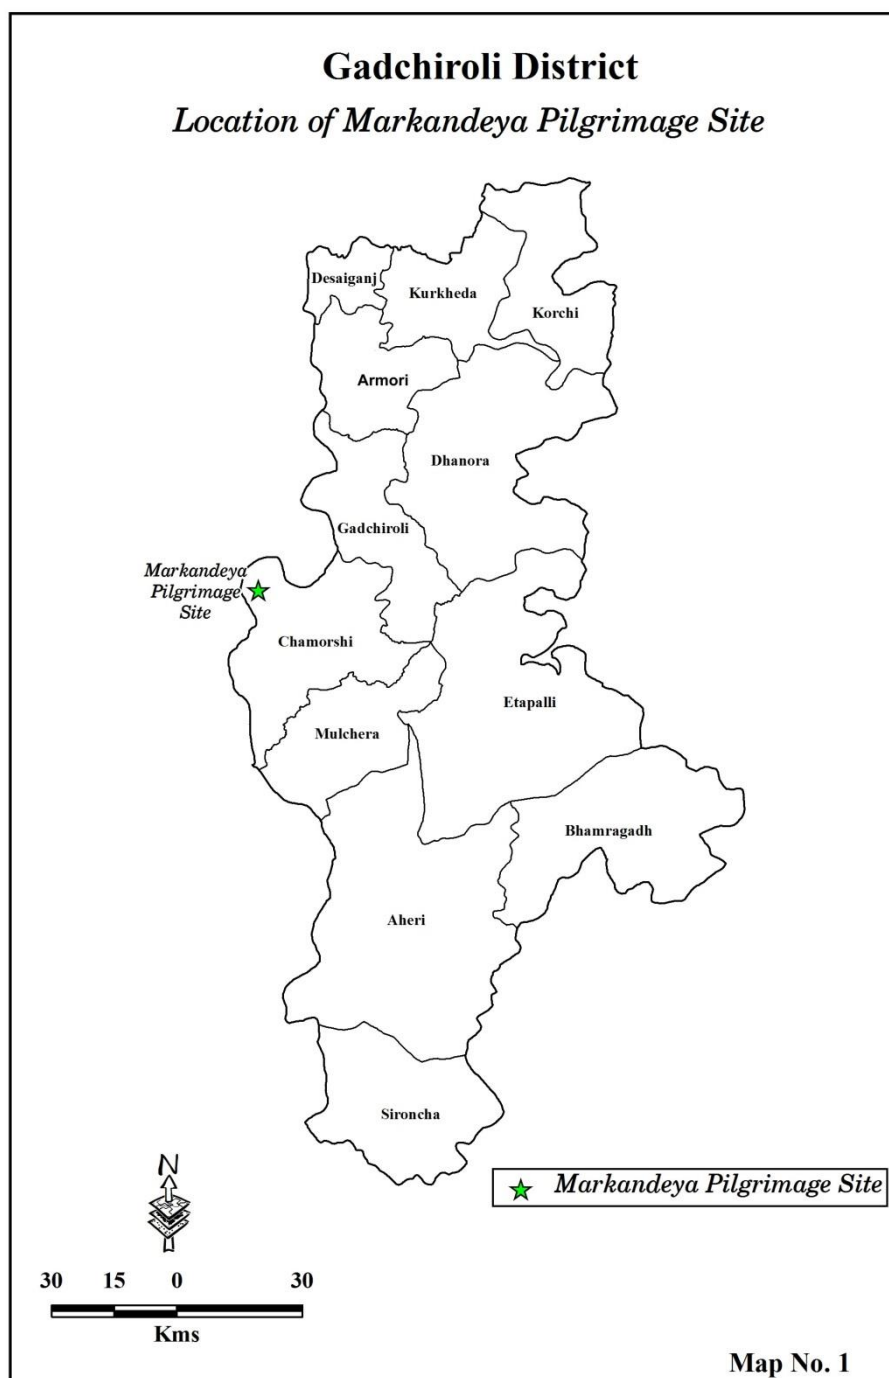 Gadchiroli District
Location of Markandeya Pilgrimage Site
Desaiganj
Kurkheda
Korchi
Armori
Dhanora
Gadchiroli
Markandeya
Pilgrimage
Site
Chamorshi
Etapalli
Mulchera
Bhamragadh
Aheri
Sironcha
N
Markandeya Pilgrimage Site
30 15 0 30
Kms
Map No. 1